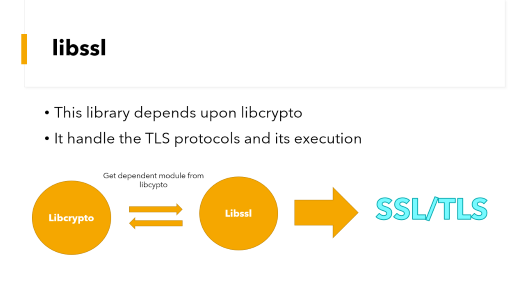 libssl
• This library depends upon libcrypto
• It handle the TLS protocols and its execution
Get dependent module from
libcypto
Libcrypto
Libssl
SSL/TLS